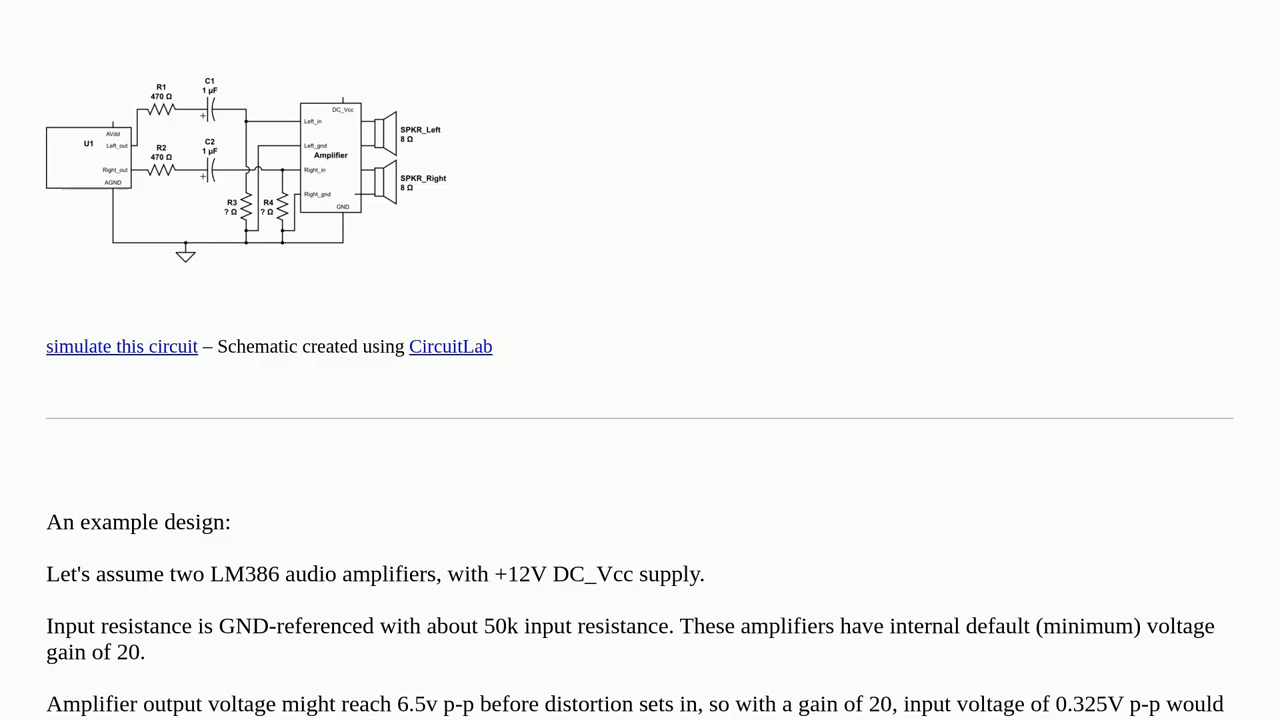 R1
470 Ω
C1
1 µF
+
U1
AVdd
Left_out
Right_out
AGND
R2
470 Ω
C2
1 µF
+
R3
? Ω
R4
? Ω
DC_Vcc
Left_in
Left_gnd
Amplifier
Right_in
Right_gnd
GND
SPKR_Left
8 Ω
SPKR_Right
8 Ω
simulate this circuit – Schematic created using CircuitLab
An example design:
Let's assume two LM386 audio amplifiers, with +12V DC_Vcc supply.
Input resistance is GND-referenced with about 50k input resistance. These amplifiers have internal default (minimum) voltage
gain of 20.
Amplifier output voltage might reach 6.5v p-p before distortion sets in, so with a gain of 20, input voltage of 0.325V p-p would